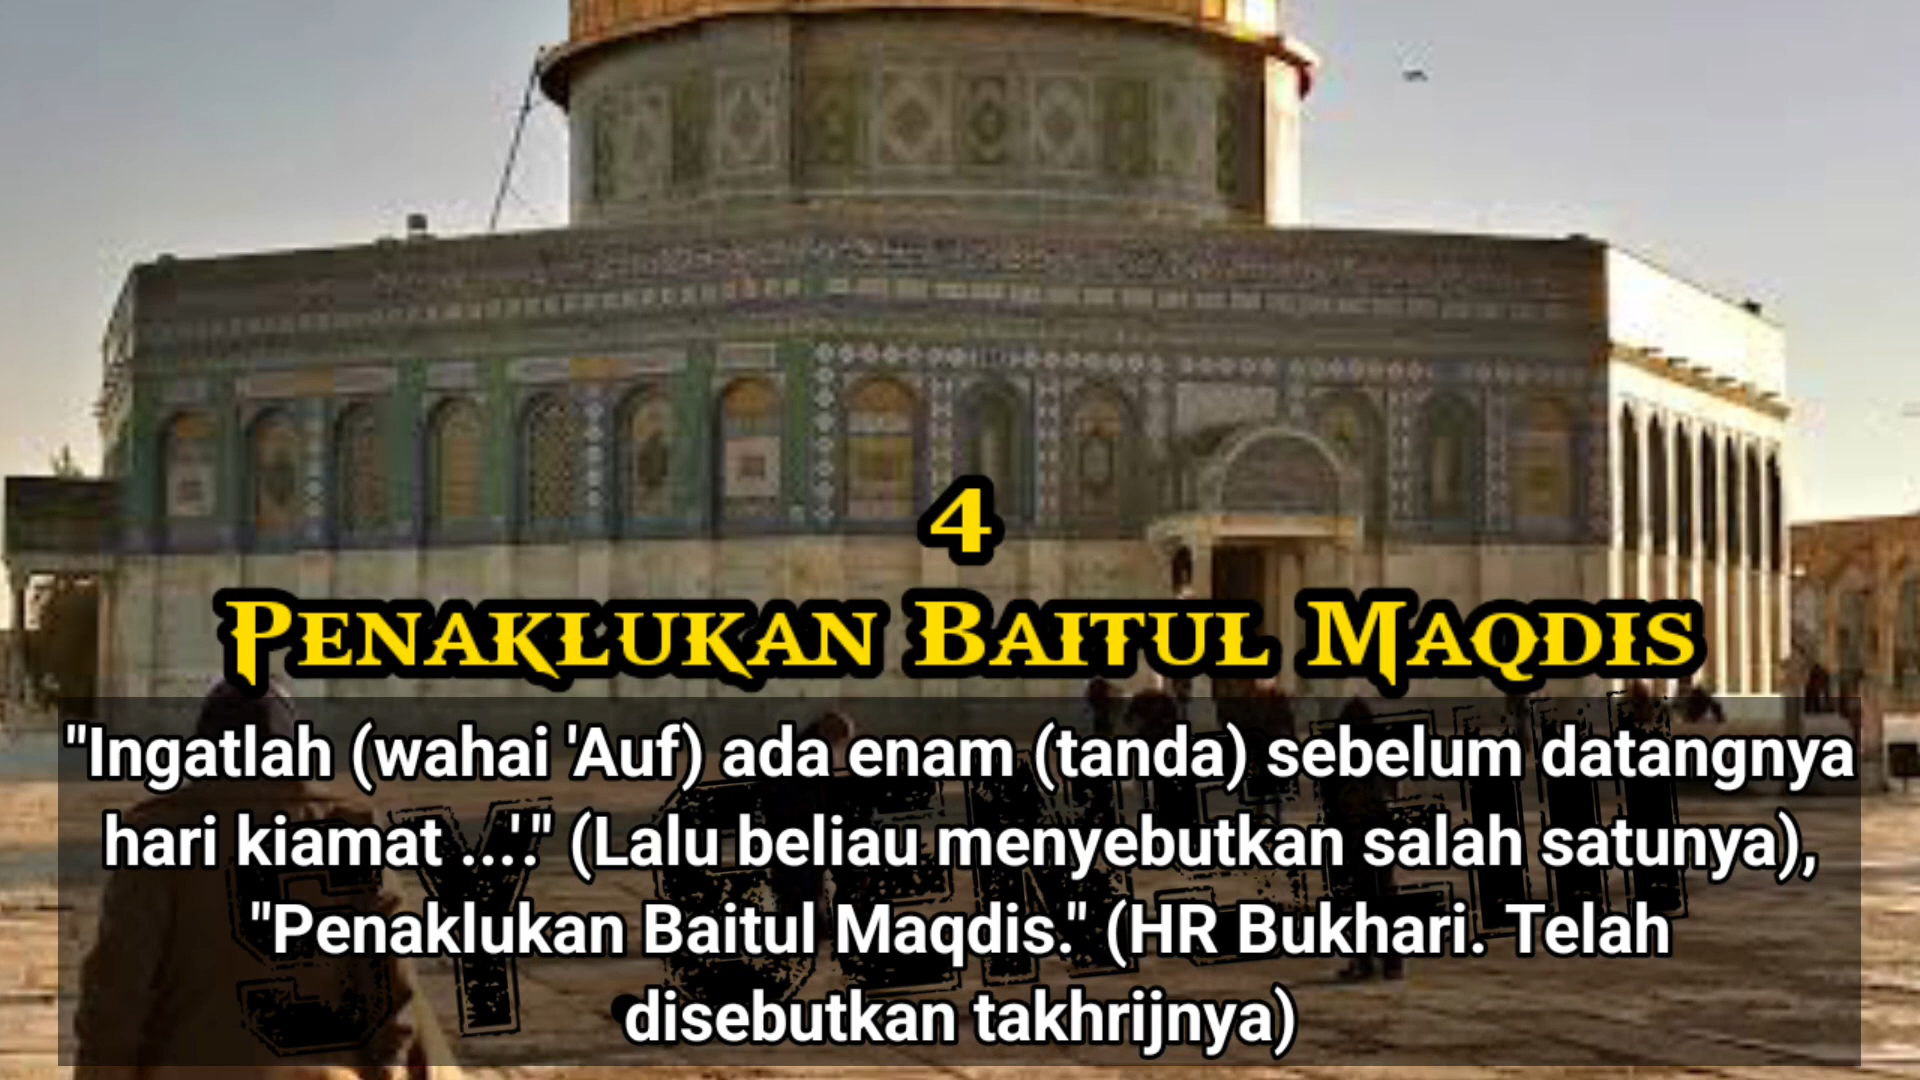 4
Penaklukan Baitul Maqdis
"Ingatlah (wahai 'Auf) ada enam (tanda) sebelum datangnya
hari kiamat ....'." (Lalu beliau menyebutkan salah satunya),
"Penaklukan Baitul Maqdis." (HR Bukhari. Telah
disebutkan takhrijnya)